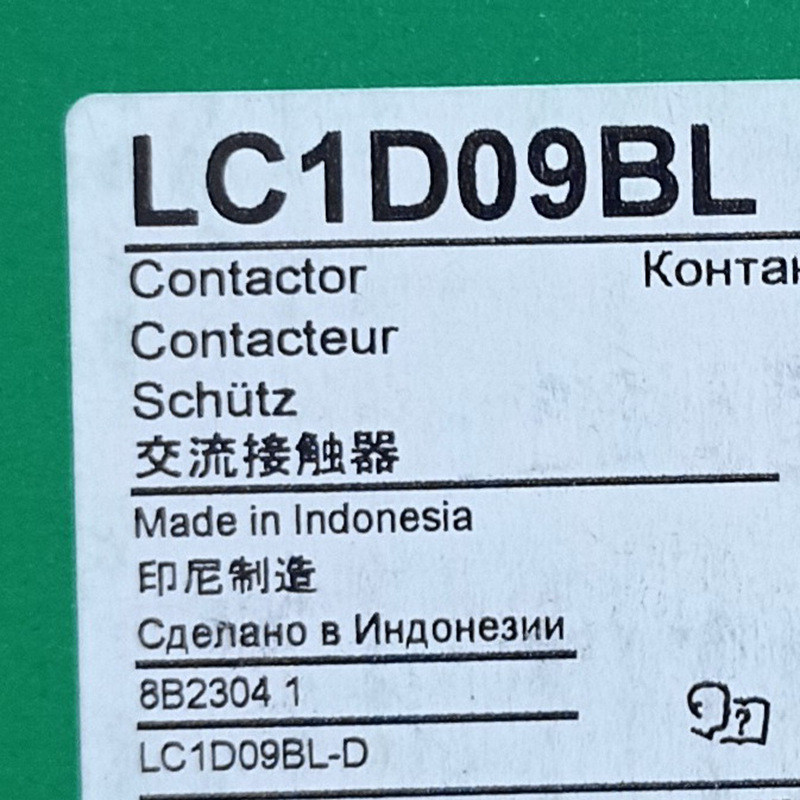 LC1D09BL
Contactor Контак
Contacteur
Schütz
交流接触器
Made in Indonesia
印尼制造
Сделано в Индонезии
8B2304 1
?
LC1D09BL-D